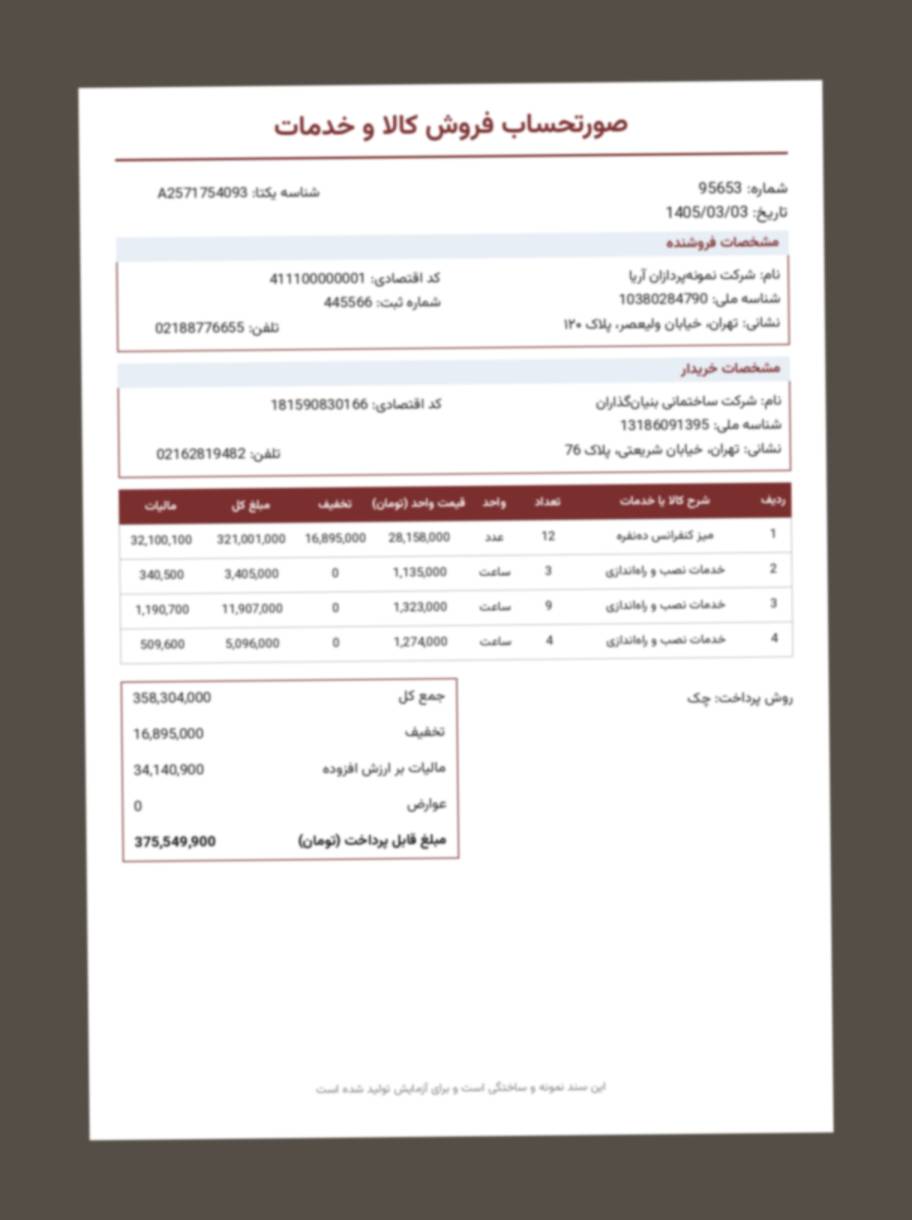 صورتحساب فروش کالا و خدمات
شماره: 95653
شناسه یکتا: A2571754093
تاریخ: 1405/03/03
مشخصات فروشنده
نام: شرکت نمونه‌پردازان آریا
کد اقتصادی: 411100000001
شناسه ملی: 10380284790
شماره ثبت: 445566
نشانی: تهران، خیابان ولیعصر، پلاک ۱۲۰
تلفن: 02188776655
مشخصات خریدار
نام: شرکت ساختمانی بنیان‌گذاران
کد اقتصادی: 181590830166
شناسه ملی: 13186091395
نشانی: تهران، خیابان شریعتی، پلاک 76
تلفن: 02162819482
ردیف شرح کالا یا خدمات تعداد واحد قیمت واحد (تومان) تخفیف مبلغ کل مالیات
1 میز کنفرانس ده‌نفره 12 عدد 28,158,000 16,895,000 321,001,000 32,100,100
2 خدمات نصب و راه‌اندازی 3 ساعت 1,135,000 0 3,405,000 340,500
3 خدمات نصب و راه‌اندازی 9 ساعت 1,323,000 0 11,907,000 1,190,700
4 خدمات نصب و راه‌اندازی 4 ساعت 1,274,000 0 5,096,000 509,600
روش پرداخت: چک
جمع کل 358,304,000
تخفیف 16,895,000
مالیات بر ارزش افزوده 34,140,900
عوارض 0
مبلغ قابل پرداخت (تومان) 375,549,900
این سند نمونه و ساختگی است و برای آزمایش تولید شده است